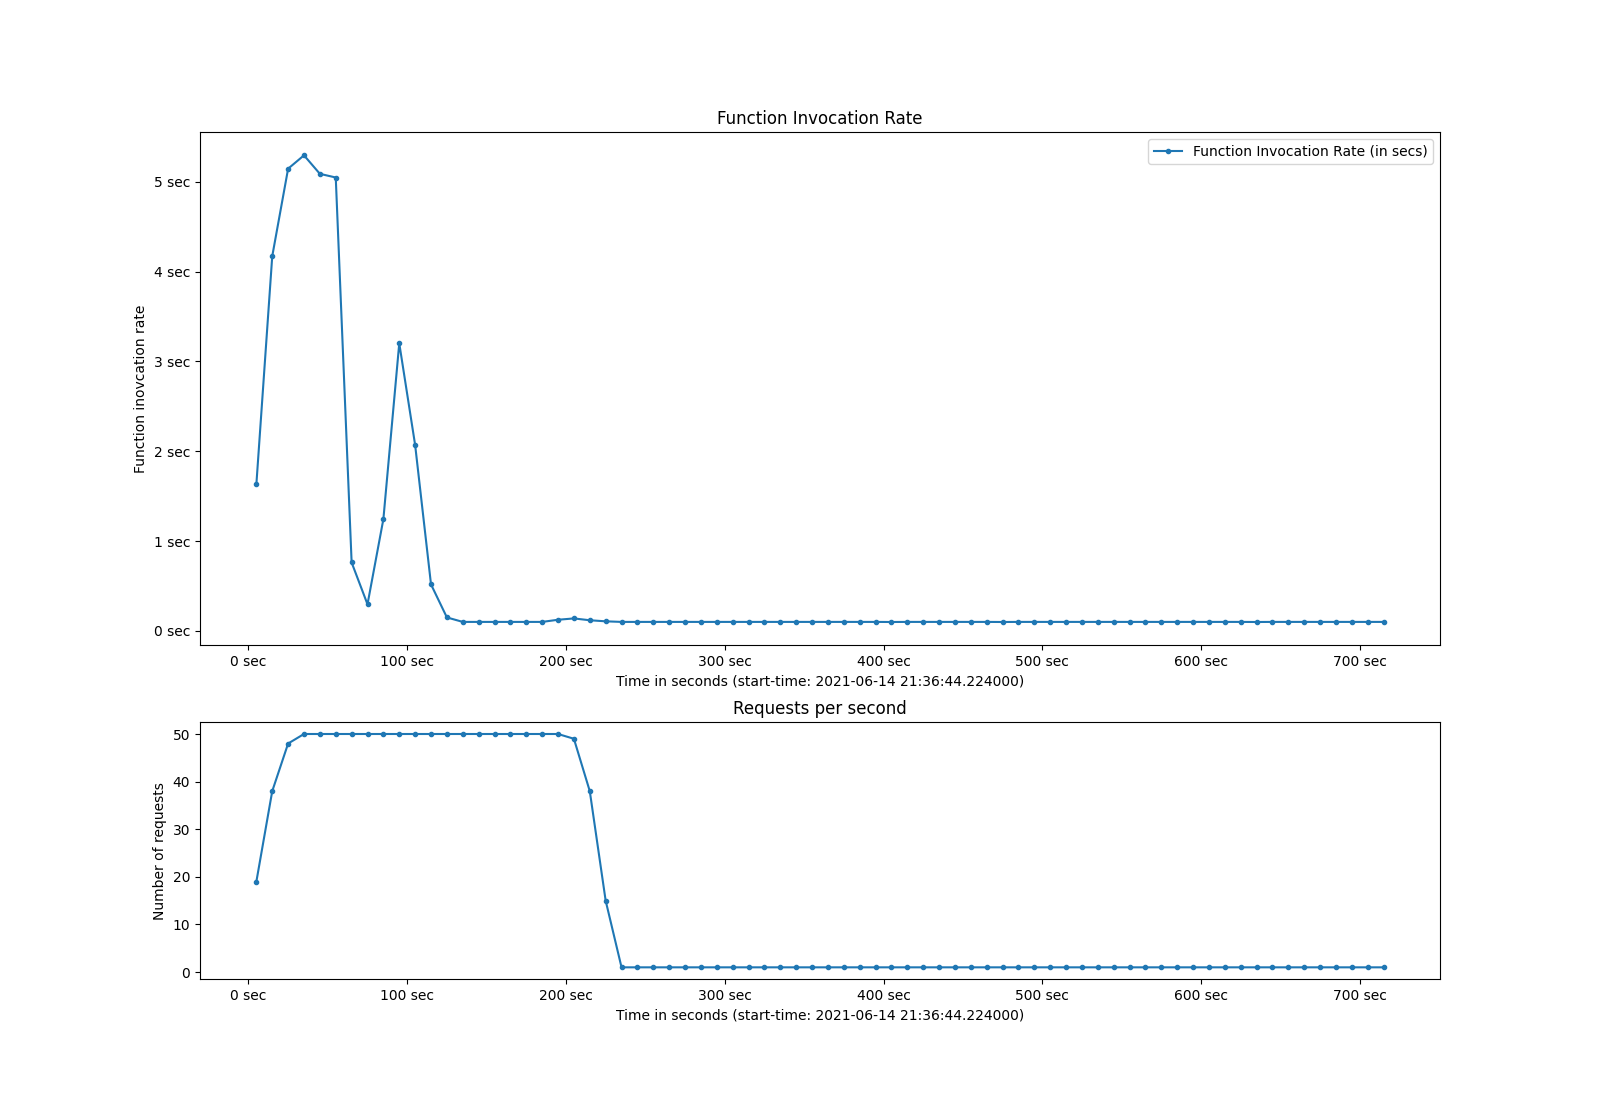 Function Invocation Rate
Function Invocation Rate (in secs)
Function inovcation rate
5 sec
4 sec
3 sec
2 sec
1 sec
0 sec
0 sec 100 sec 200 sec 300 sec 400 sec 500 sec 600 sec 700 sec
Time in seconds (start-time: 2021-06-14 21:36:44.224000)
Requests per second
Number of requests
50
40
30
20
10
0
0 sec 100 sec 200 sec 300 sec 400 sec 500 sec 600 sec 700 sec
Time in seconds (start-time: 2021-06-14 21:36:44.224000)